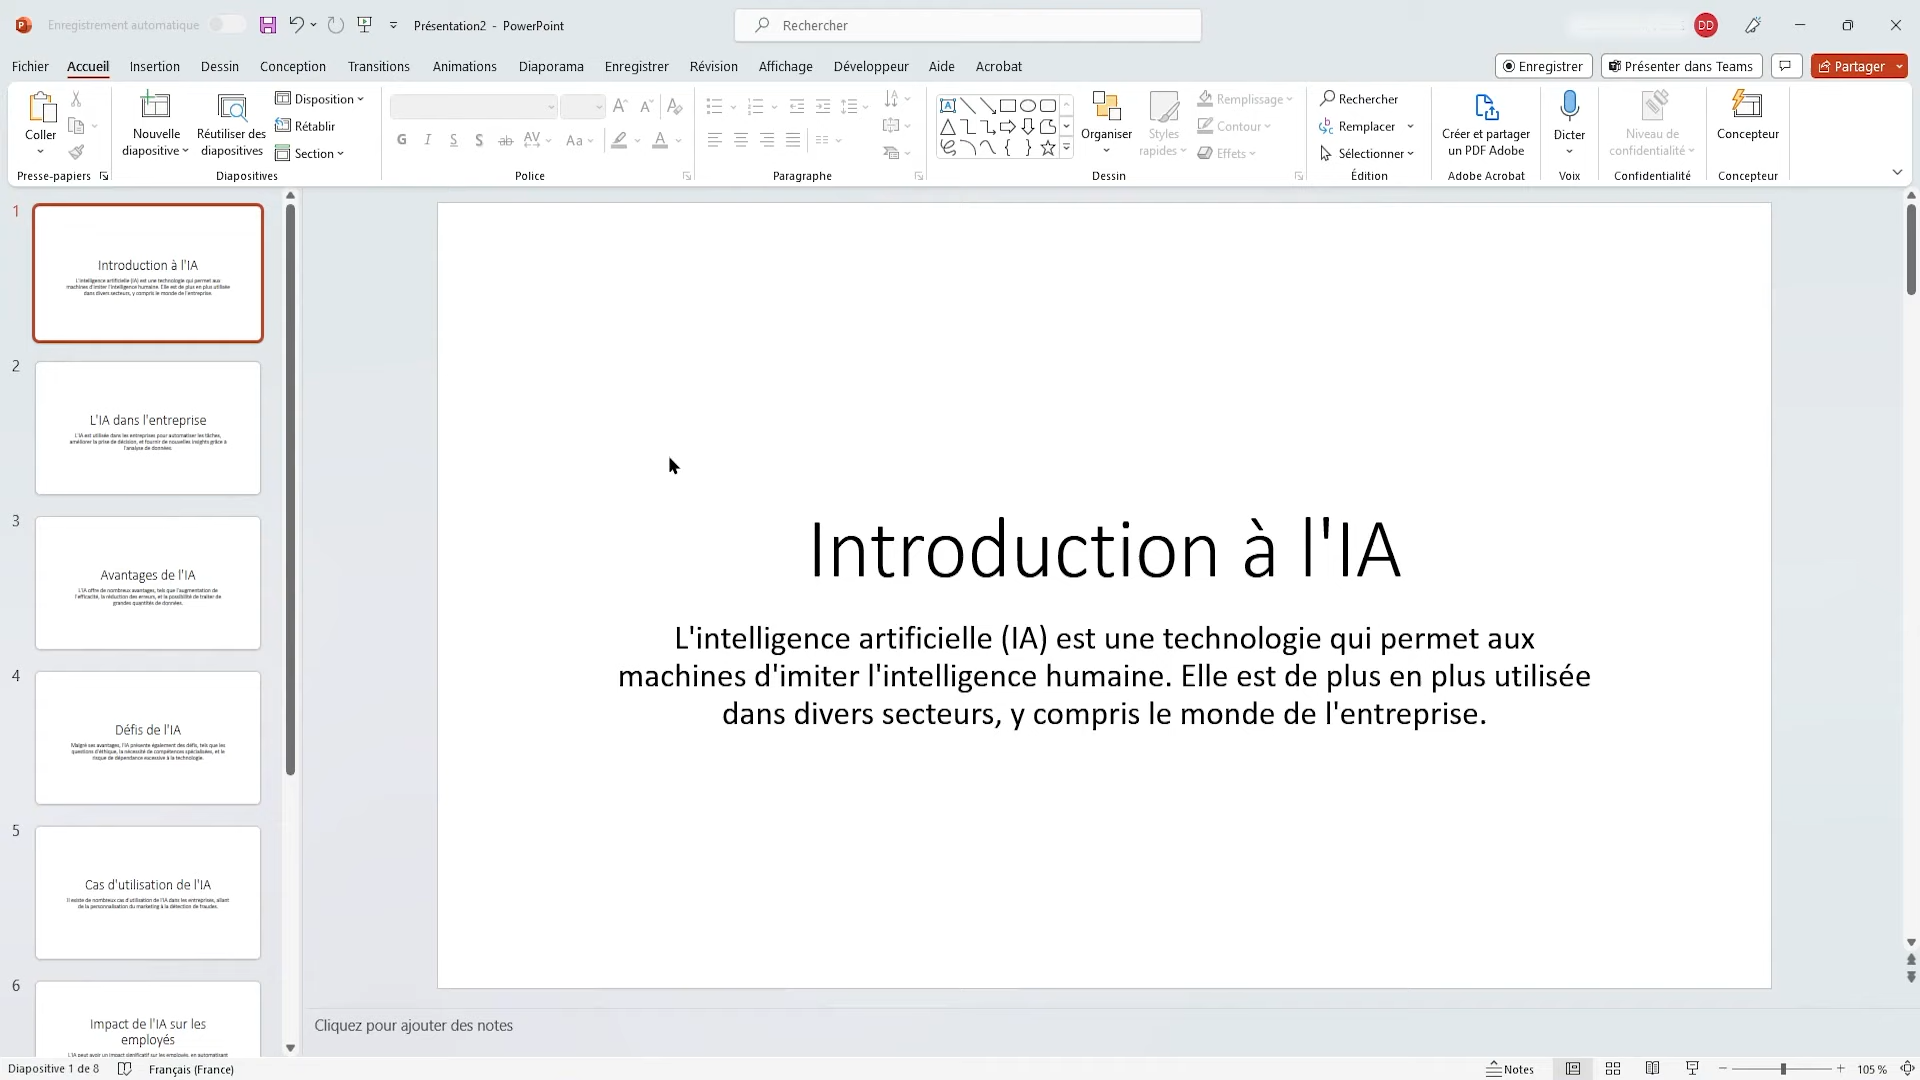 Enregistrement automatique
Présentation2 - PowerPoint
Rechercher
DD
Fichier Accueil Insertion Dessin Conception Transitions Animations Diaporama Enregistrer Révision Affichage Développeur Aide Acrobat
Enregistrer
Présenter dans Teams
Partager
Coller
Presse-papiers
Nouvelle
diapositive
Réutiliser des
diapositives
Disposition
Rétablir
Section
Diapositives
G I S S ab AV Aa A
Police
Paragraphe
Organiser
Styles
rapides
Remplissage
Contour
Effets
Dessin
Rechercher
Remplacer
Sélectionner
Édition
Créer et partager
un PDF Adobe
Adobe Acrobat
Dicter
Voix
Niveau de
confidentialité
Confidentialité
Concepteur
Concepteur
1
Introduction à l'IA
L'intelligence artificielle (IA) est une technologie qui permet aux
machines d'imiter l'intelligence humaine. Elle est de plus en plus utilisée
dans divers secteurs, y compris le monde de l'entreprise.
2
L'IA dans l'entreprise
L'IA est utilisée dans les entreprises pour automatiser les tâches,
améliorer la prise de décision, et fournir de nouvelles insights grâce à
l'analyse de données.
3
Avantages de l'IA
L'IA offre de nombreux avantages, tels que l'augmentation de
l'efficacité, la réduction des erreurs, et la possibilité de traiter de
grandes quantités de données.
4
Défis de l'IA
Malgré ses avantages, l'IA présente également des défis, tels que les
questions d'éthique, la nécessité de compétences spécialisées, et le
risque de dépendance excessive à la technologie.
5
Cas d'utilisation de l'IA
Il existe de nombreux cas d'utilisation de l'IA dans les entreprises, allant
de la personnalisation du marketing à la détection de fraudes.
6
Impact de l'IA sur les
employés
L'IA peut avoir un impact significatif sur les employés, en automatisant
Introduction à l'IA
L'intelligence artificielle (IA) est une technologie qui permet aux
machines d'imiter l'intelligence humaine. Elle est de plus en plus utilisée
dans divers secteurs, y compris le monde de l'entreprise.
Cliquez pour ajouter des notes
Diapositive 1 de 8
Français (France)
Notes
105 %